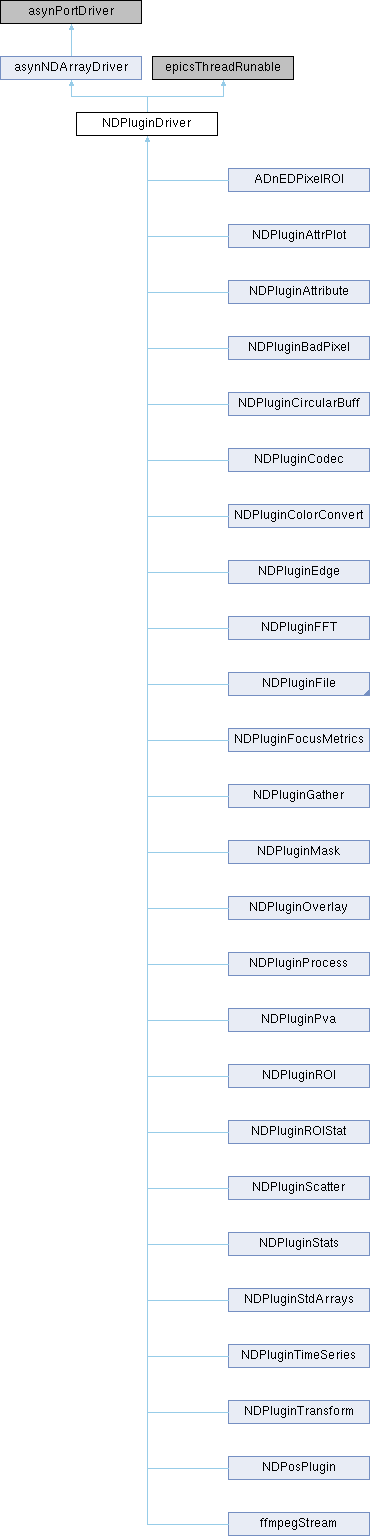 asynPortDriver
asynNDArrayDriver
epicsThreadRunable
NDPluginDriver
ADnEDPixelROI
NDPluginAttrPlot
NDPluginAttribute
NDPluginBadPixel
NDPluginCircularBuff
NDPluginCodec
NDPluginColorConvert
NDPluginEdge
NDPluginFFT
NDPluginFile
NDPluginFocusMetrics
NDPluginGather
NDPluginMask
NDPluginOverlay
NDPluginProcess
NDPluginPva
NDPluginROI
NDPluginROIStat
NDPluginScatter
NDPluginStats
NDPluginStdArrays
NDPluginTimeSeries
NDPluginTransform
NDPosPlugin
ffmpegStream